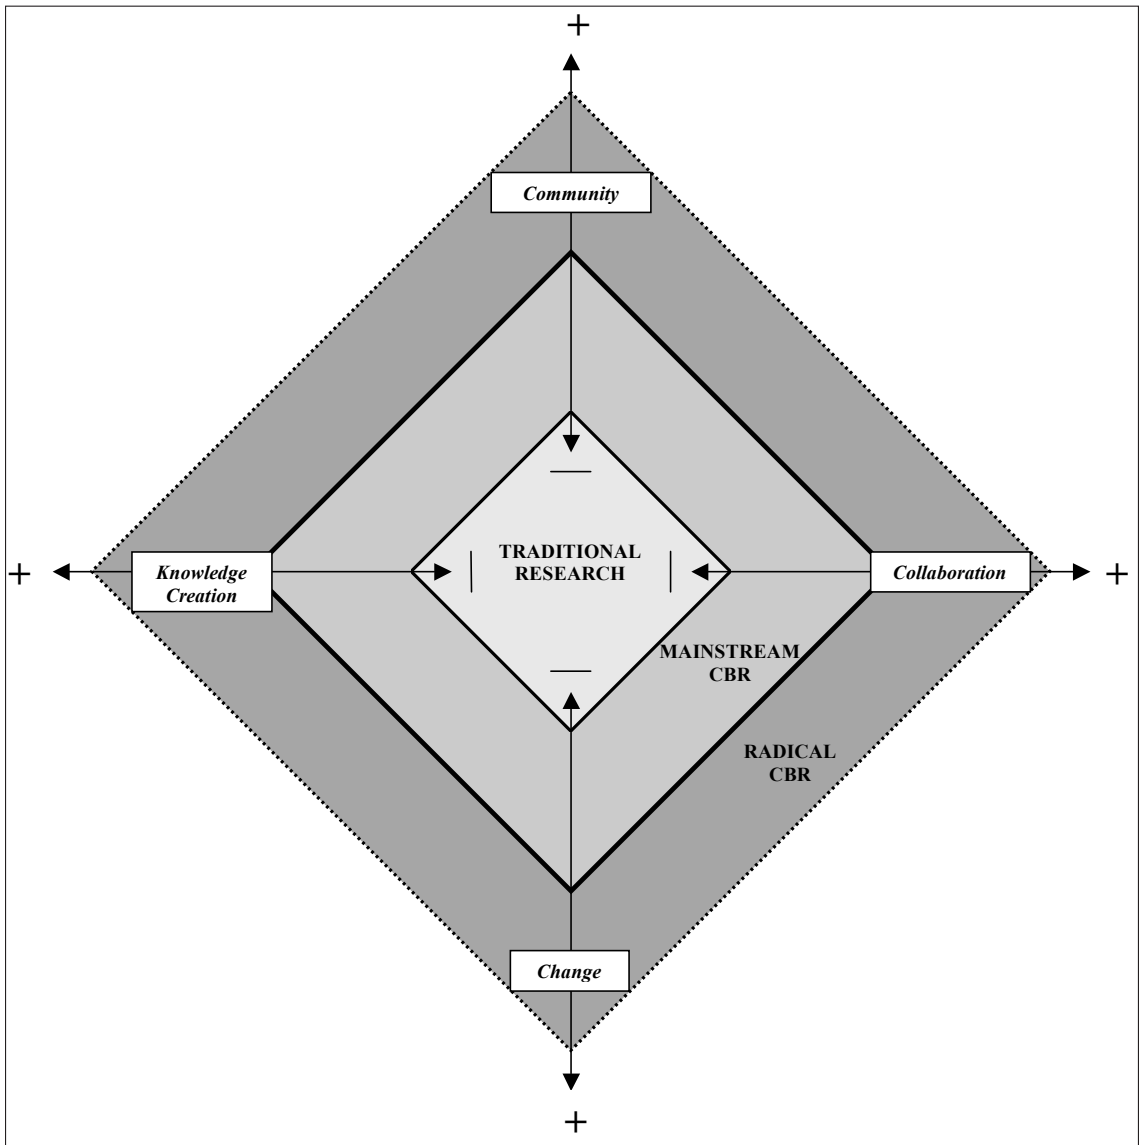 +
Community
TRADITIONAL
RESEARCH
+
Knowledge
Creation
Collaboration
+
MAINSTREAM
CBR
RADICAL
CBR
Change
+